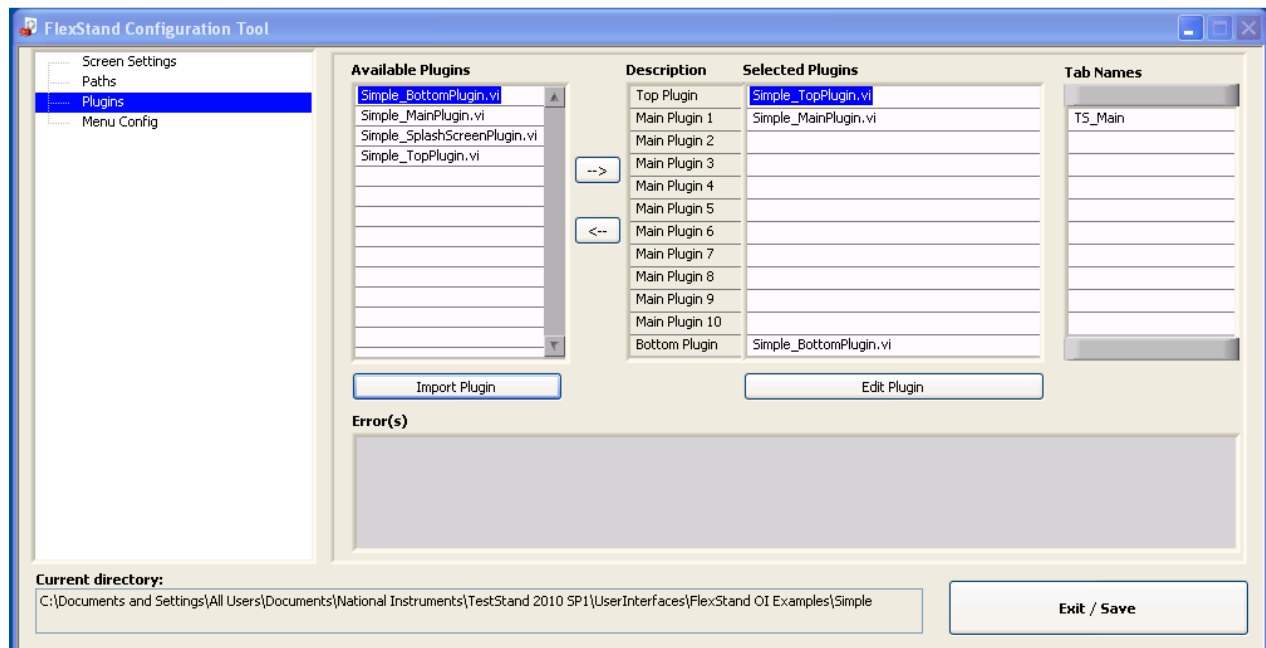 FlexStand Configuration Tool
Screen Settings
Paths
Plugins
Menu Config
Available Plugins
Simple_BottomPlugin.vi
Simple_MainPlugin.vi
Simple_SplashScreenPlugin.vi
Simple_TopPlugin.vi
-->
<--
Import Plugin
Description Selected Plugins Tab Names
Top Plugin Simple_TopPlugin.vi
Main Plugin 1 Simple_MainPlugin.vi TS_Main
Main Plugin 2
Main Plugin 3
Main Plugin 4
Main Plugin 5
Main Plugin 6
Main Plugin 7
Main Plugin 8
Main Plugin 9
Main Plugin 10
Bottom Plugin Simple_BottomPlugin.vi
Edit Plugin
Error(s)
Current directory:
C:\Documents and Settings\All Users\Documents\National Instruments\TestStand 2010 SP1\UserInterfaces\FlexStand OI Examples\Simple
Exit / Save